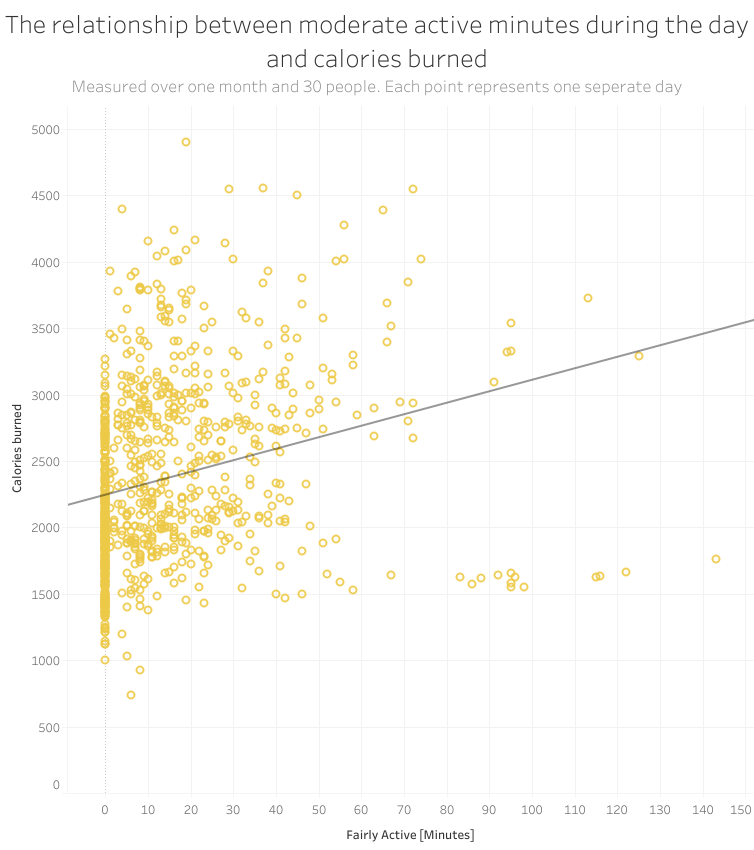 The relationship between moderate active minutes during the day
and calories burned
Measured over one month and 30 people. Each point represents one seperate day
5000
4500
4000
3500
3000
2500
2000
1500
1000
500
0
Calories burned
0 10 20 30 40 50 60 70 80 90 100 110 120 130 140 150
Fairly Active [Minutes]